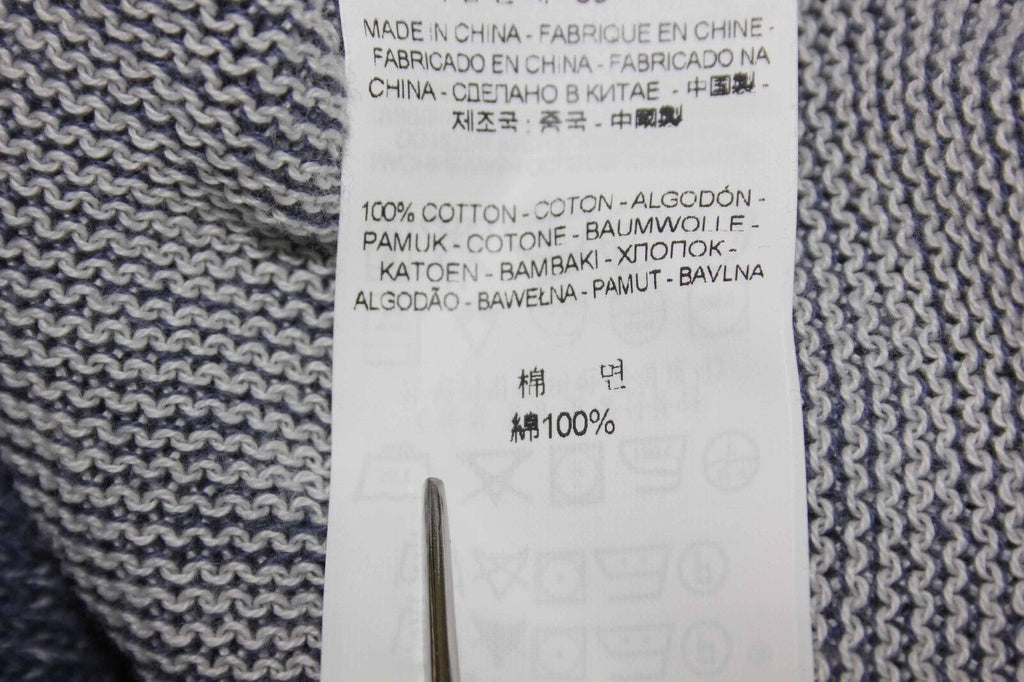 MADE IN CHINA - FABRIQUE EN CHINE -
FABRICADO EN CHINA - FABRICADO NA
CHINA - СДЕЛАНО В КИТАЕ - 中国製 -
제조국 : 중국 - 中國製
100% COTTON - COTON - ALGODÓN -
PAMUK - COTONE - BAUMWOLLE -
KATOEN - BAMBAKI - ХЛОПОК -
ALGODÃO - BAWEŁNA - PAMUT - BAVLNA
棉 면
綿100%